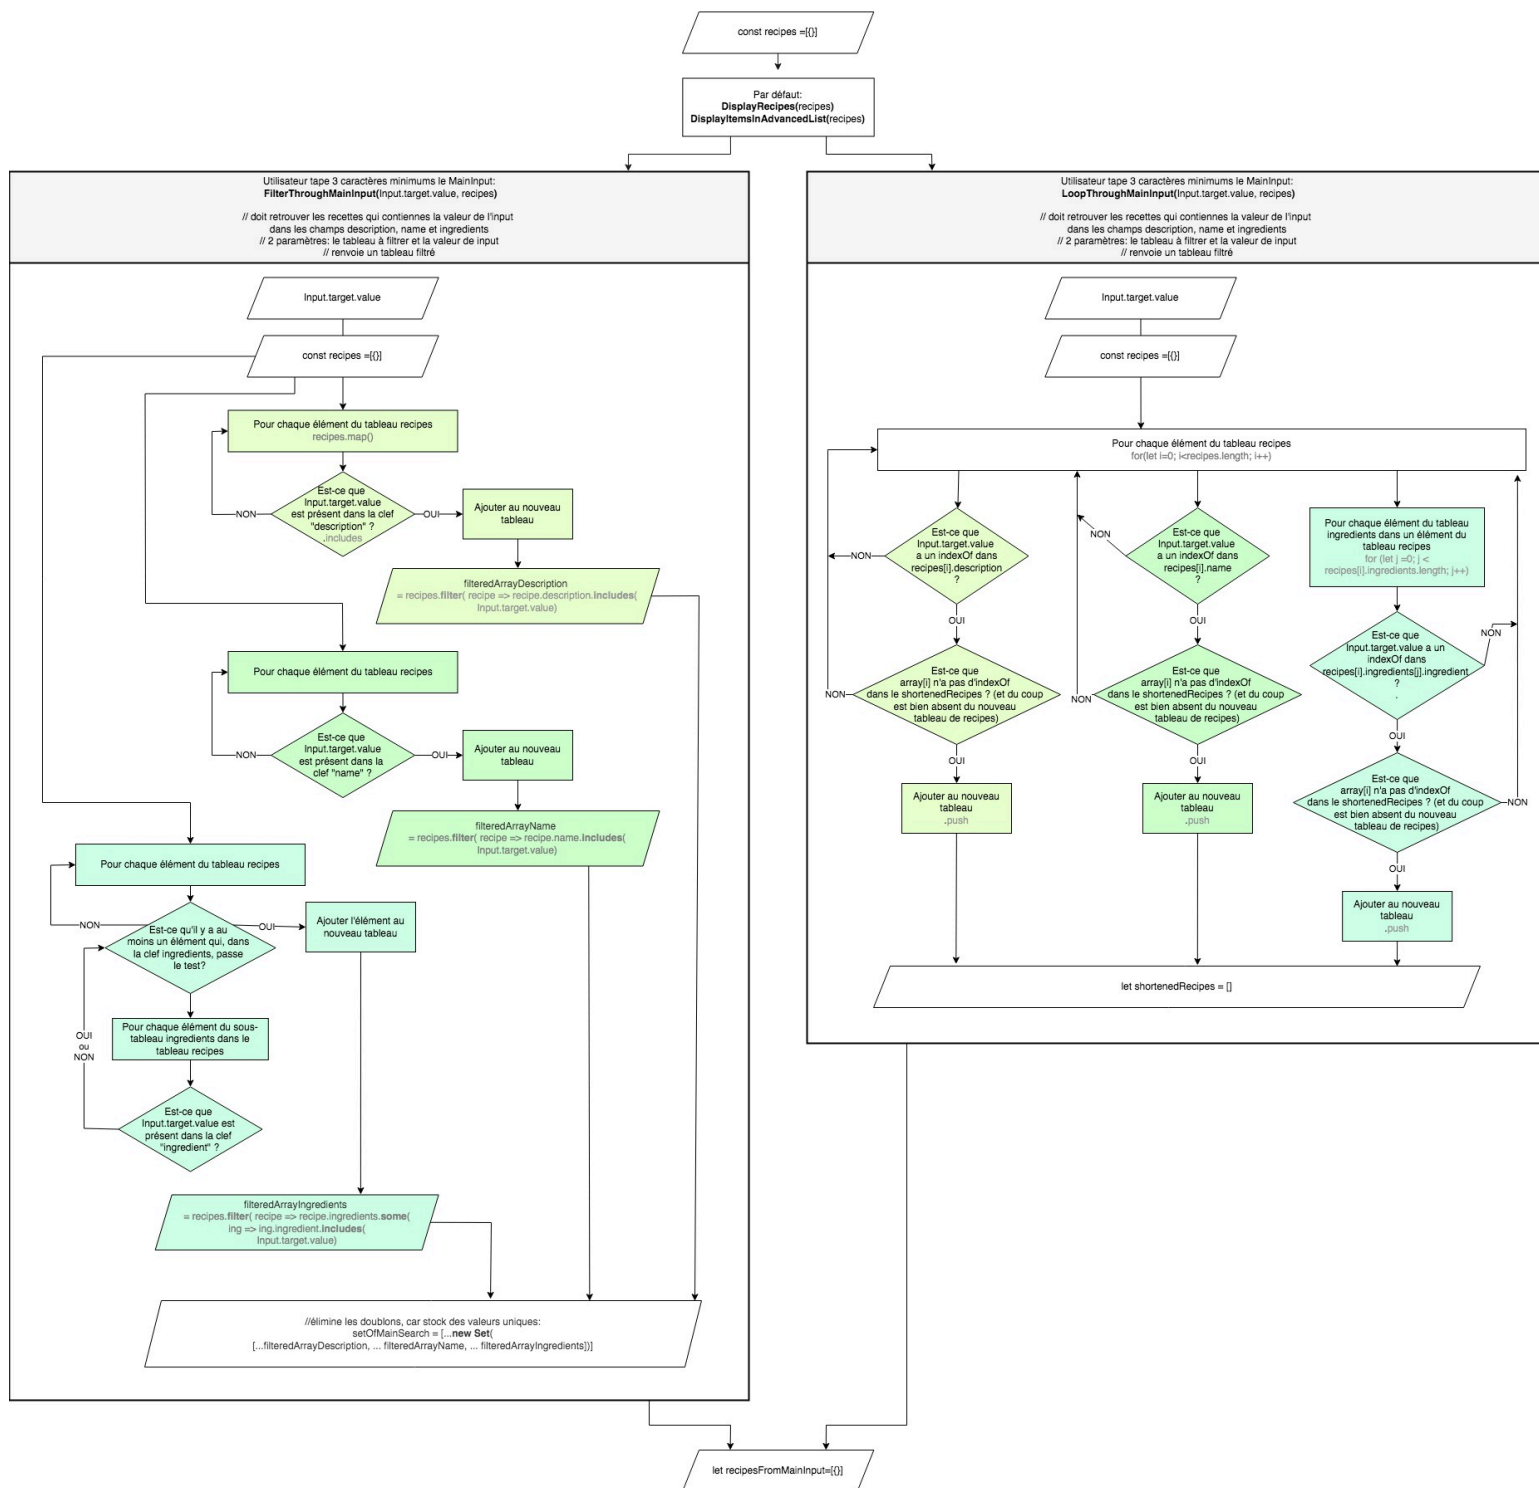 const recipes =[{}]
Par défaut:
DisplayRecipes(recipes)
DisplayItemsInAdvancedList(recipes)
Utilisateur tape 3 caractères minimums le MainInput:
FilterThroughMainInput(Input.target.value, recipes)
// doit retrouver les recettes qui contiennes la valeur de l'input
dans les champs description, name et ingredients
// 2 paramètres: le tableau à filtrer et la valeur de input
// renvoie un tableau filtré
Input.target.value
const recipes =[{}]
Pour chaque élément du tableau recipes
recipes.map()
Est-ce que
Input.target.value
est présent dans la clef
"description" ?
.includes
NON
OUI
Ajouter au nouveau
tableau
filteredArrayDescription
= recipes.filter( recipe => recipe.description.includes(
Input.target.value)
Pour chaque élément du tableau recipes
Est-ce que
Input.target.value
est présent dans la
clef "name" ?
NON
OUI
Ajouter au nouveau
tableau
filteredArrayName
= recipes.filter( recipe => recipe.name.includes(
Input.target.value)
Pour chaque élément du tableau recipes
NON
Est-ce qu'il y a au
moins un élément qui, dans
la clef ingredients, passe
le test?
OUI
Ajouter l'élément au
nouveau tableau
Pour chaque élément du sous-
tableau ingredients dans le
tableau recipes
OUI
ou
NON
Est-ce que
Input.target.value est
présent dans la clef
"ingredient" ?
filteredArrayIngredients
= recipes.filter( recipe => recipe.ingredients.some(
ing => ing.ingredient.includes(
Input.target.value)
//élimine les doublons, car stock des valeurs uniques:
setOfMainSearch = [...new Set(
[...filteredArrayDescription, ... filteredArrayName, ... filteredArrayIngredients])]
Utilisateur tape 3 caractères minimums le MainInput:
LoopThroughMainInput(Input.target.value, recipes)
// doit retrouver les recettes qui contiennes la valeur de l'input
dans les champs description, name et ingredients
// 2 paramètres: le tableau à filtrer et la valeur de input
// renvoie un tableau filtré
Input.target.value
const recipes =[{}]
Pour chaque élément du tableau recipes
for(let i=0; i<recipes.length; i++)
Est-ce que
Input.target.value
a un indexOf dans
recipes[i].description
?
NON
OUI
Est-ce que
array[i] n'a pas d'indexOf
dans le shortenedRecipes ? (et du coup
est bien absent du nouveau
tableau de recipes)
NON
OUI
Ajouter au nouveau
tableau
.push
Est-ce que
Input.target.value
a un indexOf dans
recipes[i].name
?
NON
OUI
Est-ce que
array[i] n'a pas d'indexOf
dans le shortenedRecipes ? (et du coup
est bien absent du nouveau
tableau de recipes)
NON
OUI
Ajouter au nouveau
tableau
.push
Pour chaque élément du tableau
ingredients dans un élément du
tableau recipes
for (let j =0; j <
recipes[i].ingredients.length; j++)
Est-ce que
Input.target.value a un
indexOf dans
recipes[i].ingredients[j].ingredient
?
.
NON
OUI
Est-ce que
array[i] n'a pas d'indexOf
dans le shortenedRecipes ? (et du coup
est bien absent du nouveau
tableau de recipes)
NON
OUI
Ajouter au nouveau
tableau
.push
let shortenedRecipes = []
let recipesFromMainInput=[{}]